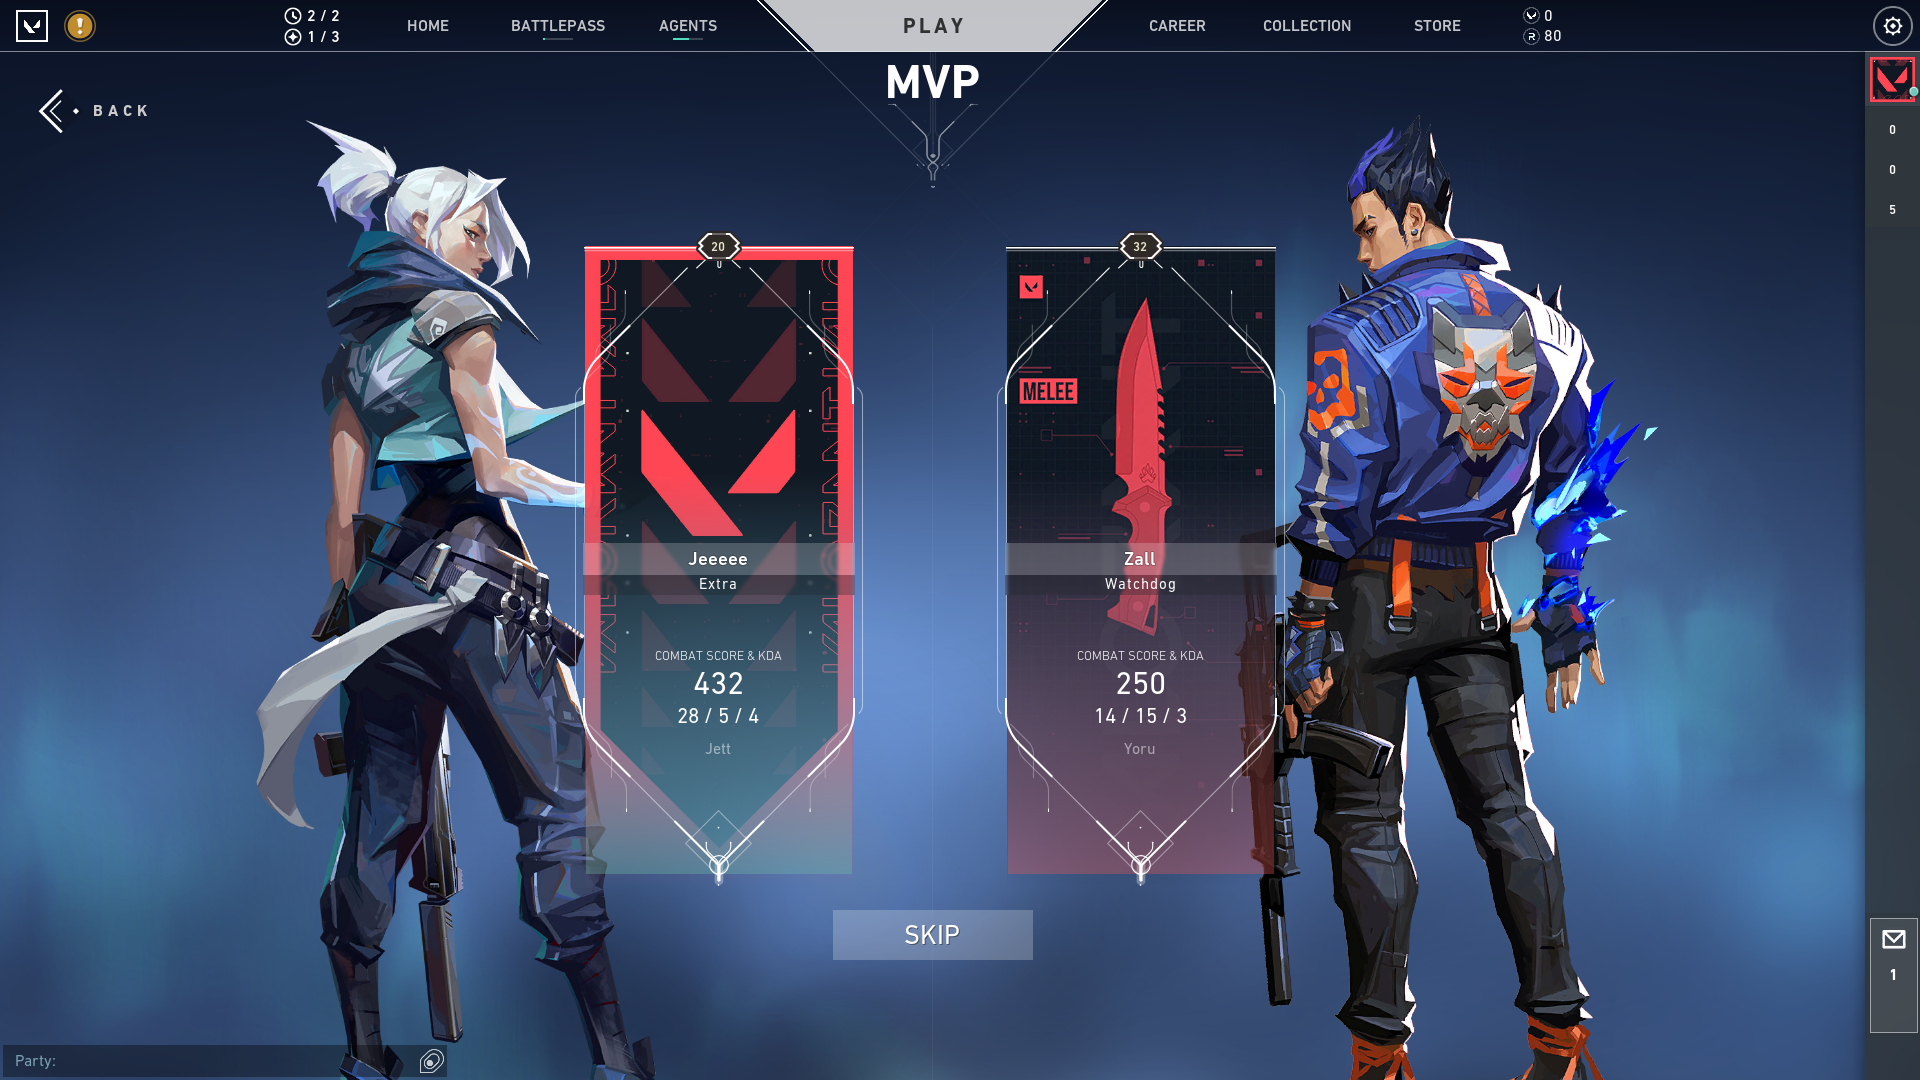 2 / 2
1 / 3
HOME
BATTLEPASS
AGENTS
PLAY
CAREER
COLLECTION
STORE
0
80
MVP
BACK
0
0
5
20
0
Jeeeee
Extra
COMBAT SCORE & KDA
432
28 / 5 / 4
Jett
32
0
MELEE
Zall
Watchdog
COMBAT SCORE & KDA
250
14 / 15 / 3
Yoru
SKIP
1
Party: